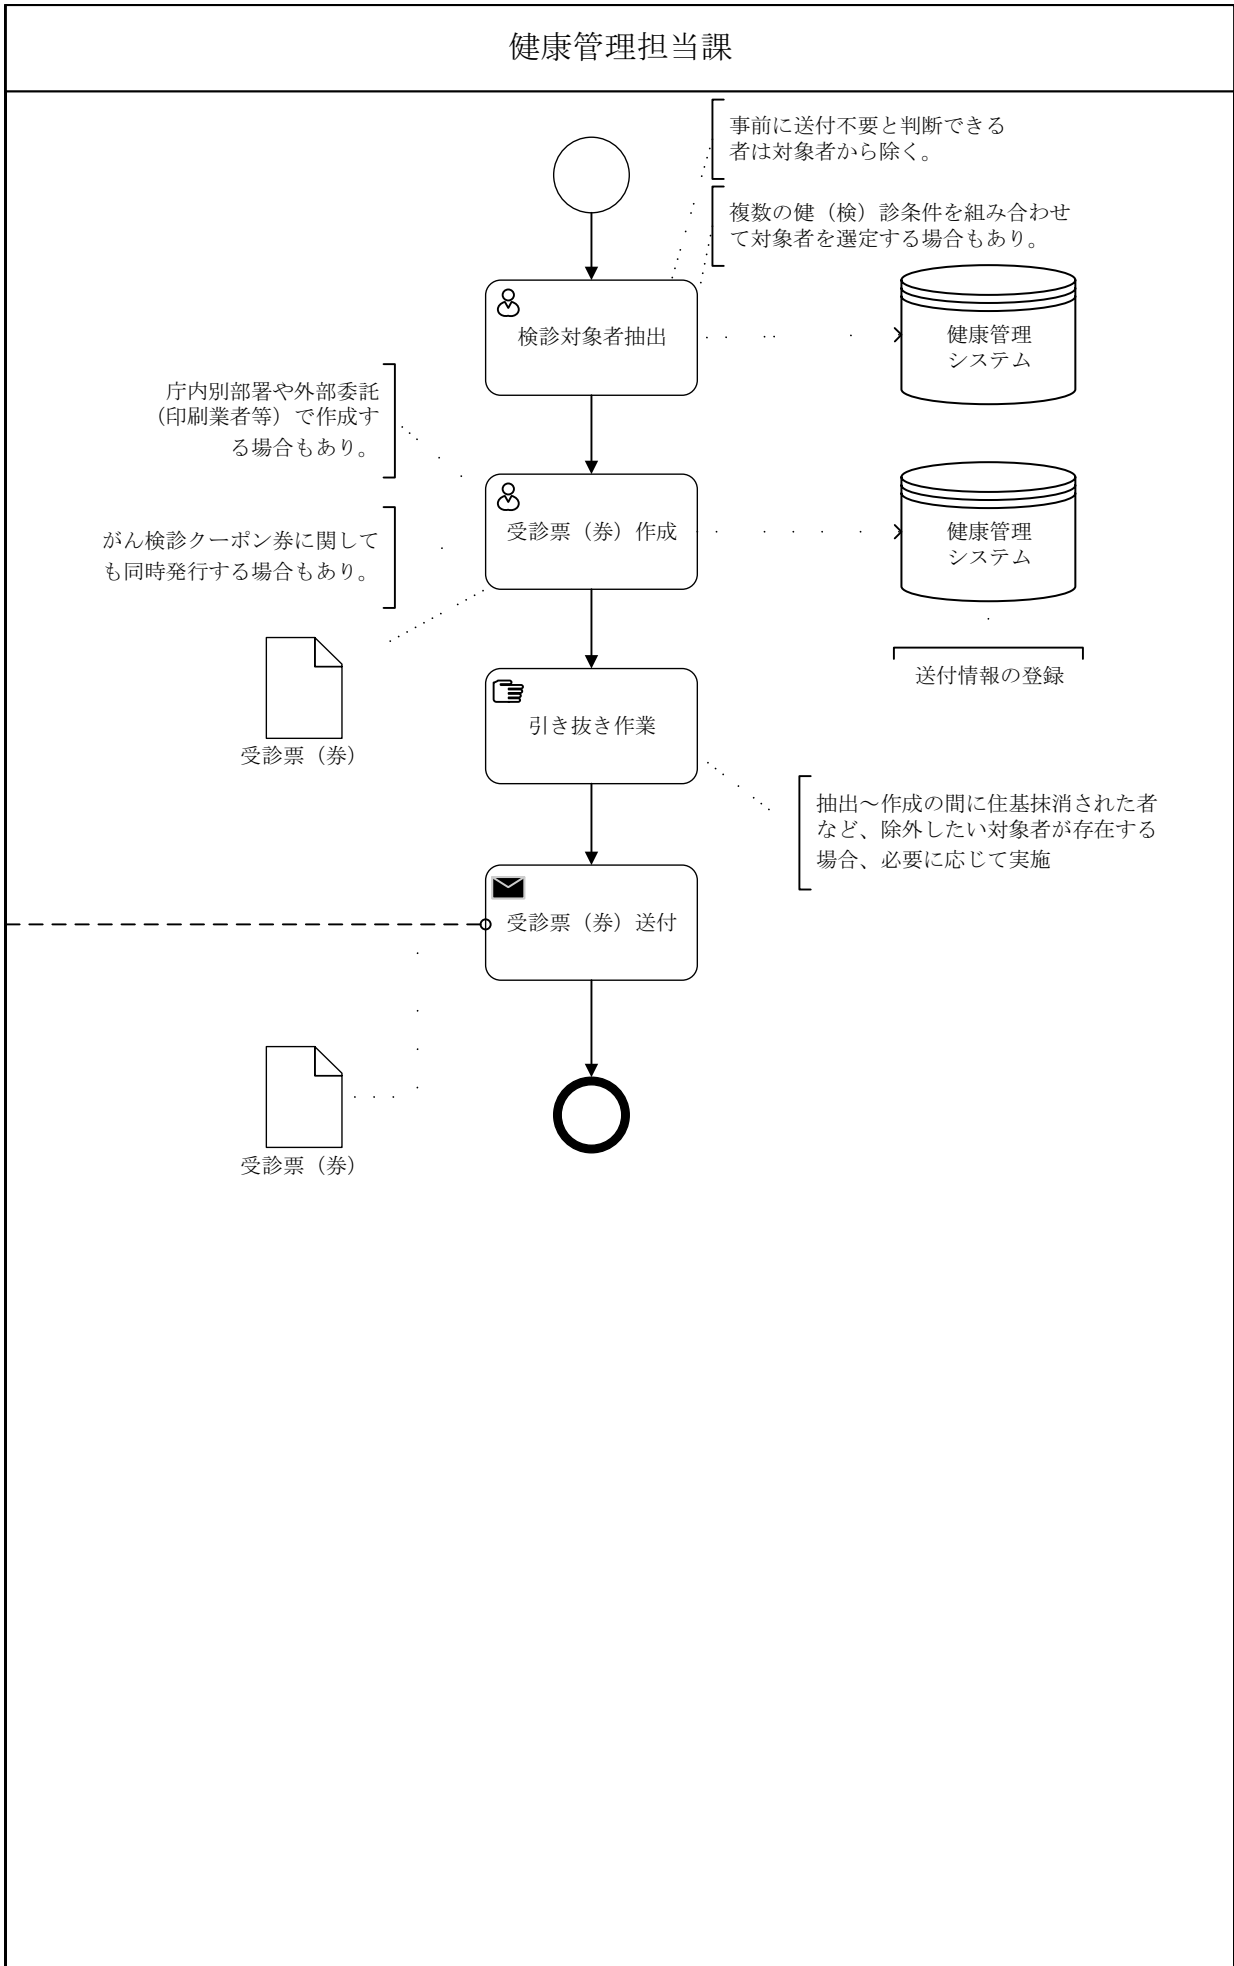 健康管理担当課
事前に送付不要と判断できる
者は対象者から除く。
複数の健（検）診条件を組み合わせ
て対象者を選定する場合もあり。
検診対象者抽出
健康管理
システム
庁内別部署や外部委託
（印刷業者等）で作成す
る場合もあり。
受診票（券）作成
健康管理
システム
がん検診クーポン券に関して
も同時発行する場合もあり。
送付情報の登録
受診票（券）
引き抜き作業
抽出～作成の間に住基抹消された者
など、除外したい対象者が存在する
場合、必要に応じて実施
受診票（券）送付
受診票（券）